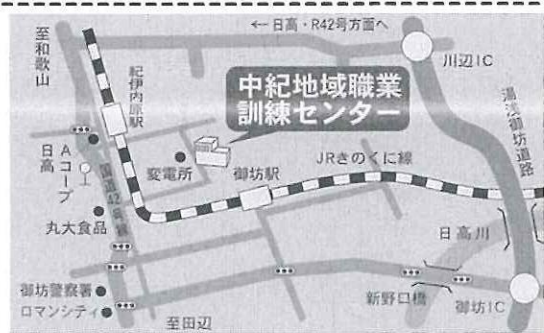 ←日高・R42号方面へ
至和歌山
川辺IC
紀伊内原駅
中紀地域職業
訓練センター
湯浅御坊道路
Aコープ
日高
国道42号線
変電所
御坊駅
JRきのくに線
丸大食品
日高川
御坊警察署
ロマンシティ
至田辺
新野口橋
御坊IC